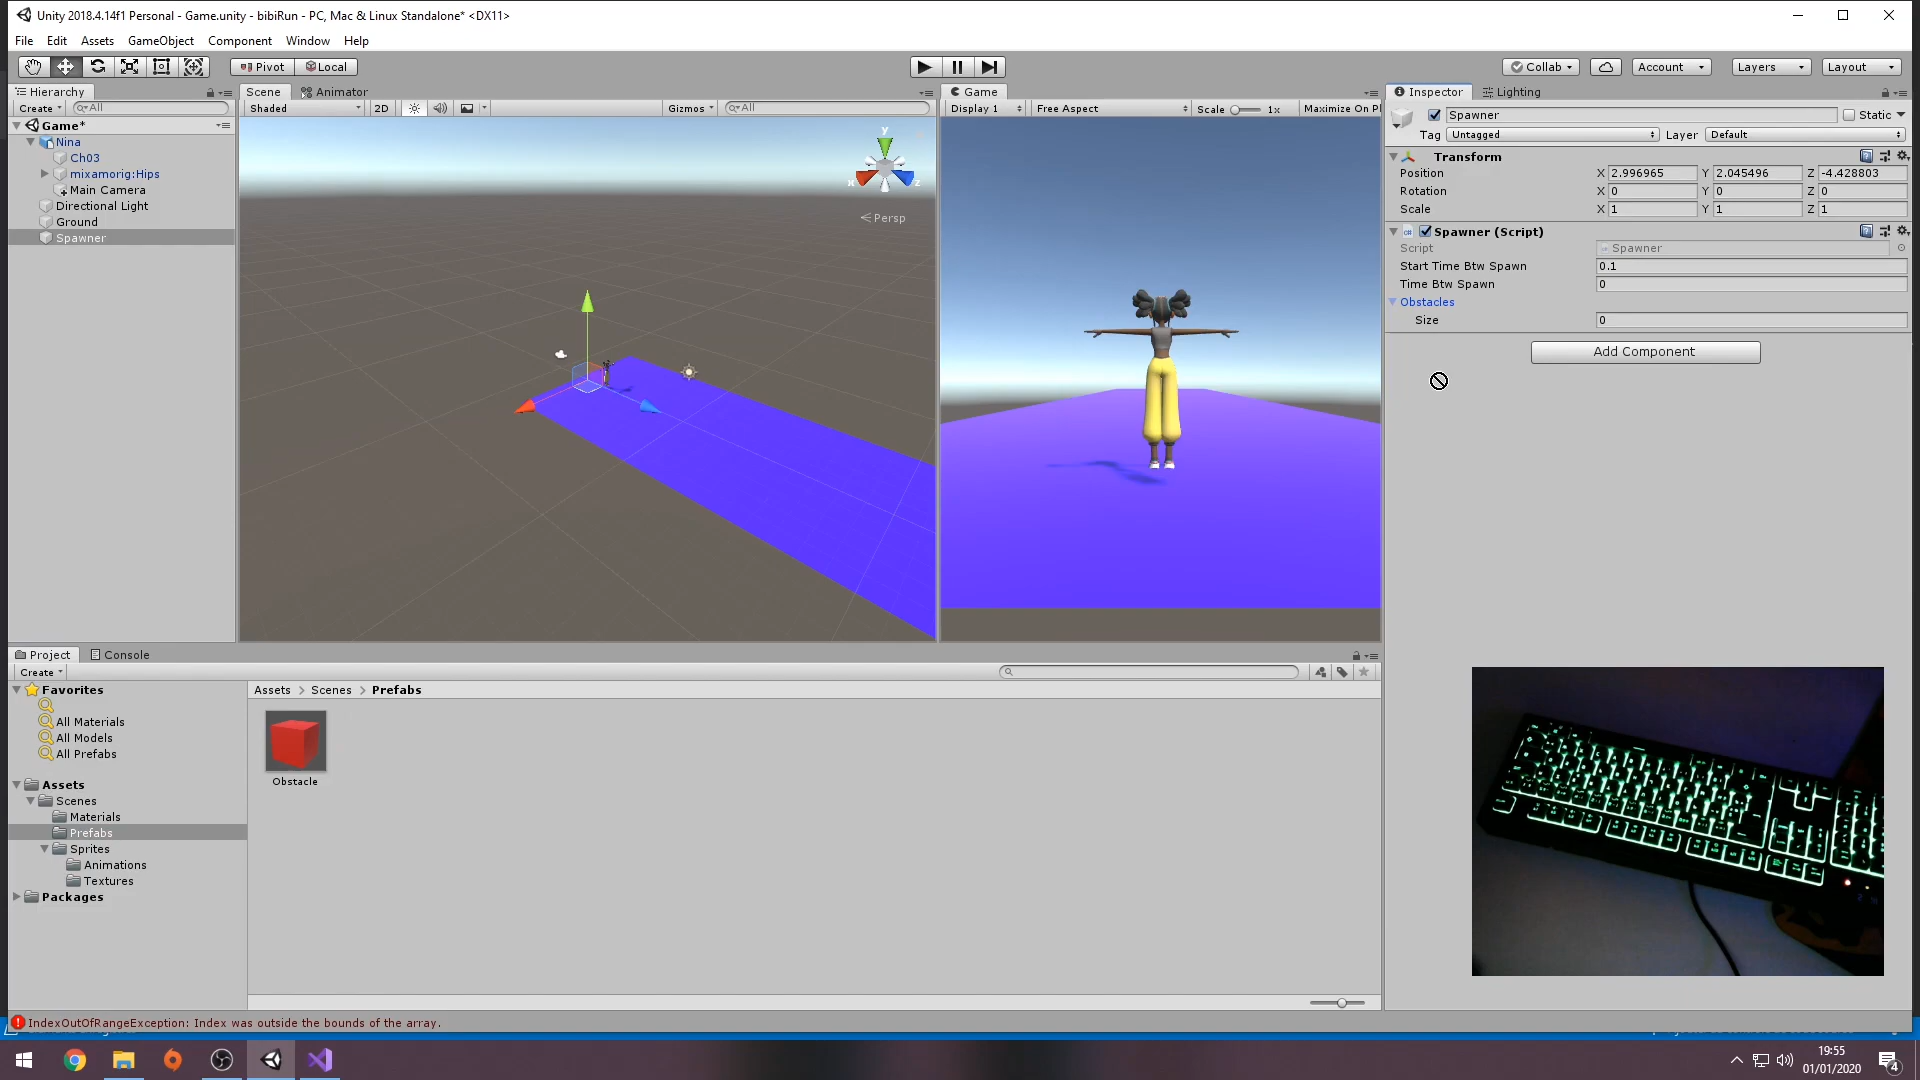 Unity 2018.4.14f1 Personal - Game.unity - bibiRun - PC, Mac & Linux Standalone* <DX11>
File Edit Assets GameObject Component Window Help
Pivot Local Collab Account Layers Layout
Hierarchy
Create All
Game*
Nina
Ch03
mixamorig:Hips
Main Camera
Directional Light
Ground
Spawner
Scene Animator
Shaded 2D Gizmos All
y
x
z
Persp
Game
Display 1 Free Aspect Scale 1x Maximize On Pl
Inspector Lighting
Spawner Static
Tag Untagged Layer Default
Transform
Position X 2.996965 Y 2.045496 Z -4.428803
Rotation X 0 Y 0 Z 0
Scale X 1 Y 1 Z 1
Spawner (Script)
Script Spawner
Start Time Btw Spawn 0.1
Time Btw Spawn 0
Obstacles
Size 0
Add Component
Project Console
Create
Favorites
All Materials
All Models
All Prefabs
Assets
Scenes
Materials
Prefabs
Sprites
Animations
Textures
Packages
Assets > Scenes > Prefabs
Obstacle
IndexOutOfRangeException: Index was outside the bounds of the array.
19:55
01/01/2020
4